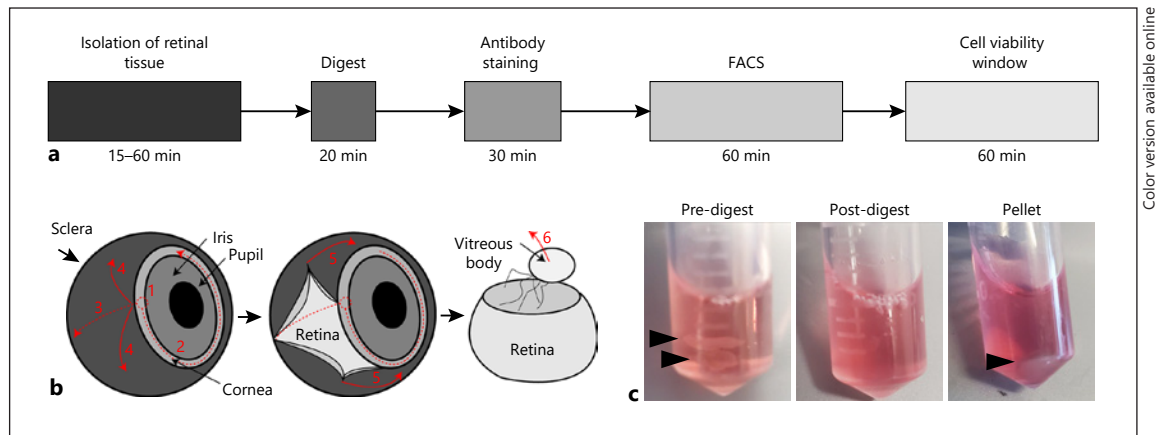 Isolation of retinal
tissue
Digest
Antibody
staining
FACS
Cell viability
window
a
15–60 min
20 min
30 min
60 min
60 min
Sclera
Iris
Pupil
1
2
3
4
4
Cornea
b
5
Retina
5
6
Vitreous
body
Retina
Pre-digest
Post-digest
Pellet
c
Color version available online